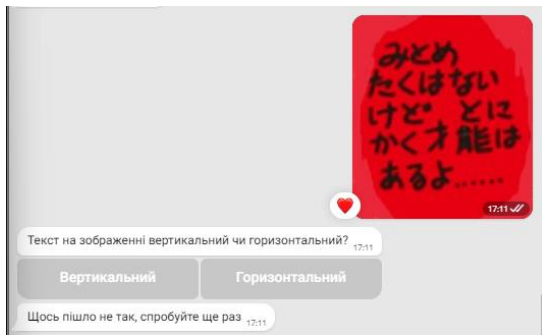 みとめ
たくはない
けど とに
かく才能は
あるよ......
17:11
Текст на зображенні вертикальний чи горизонтальний? 17:11
Вертикальний Горизонтальний
Щось пішло не так, спробуйте ще раз 17:11